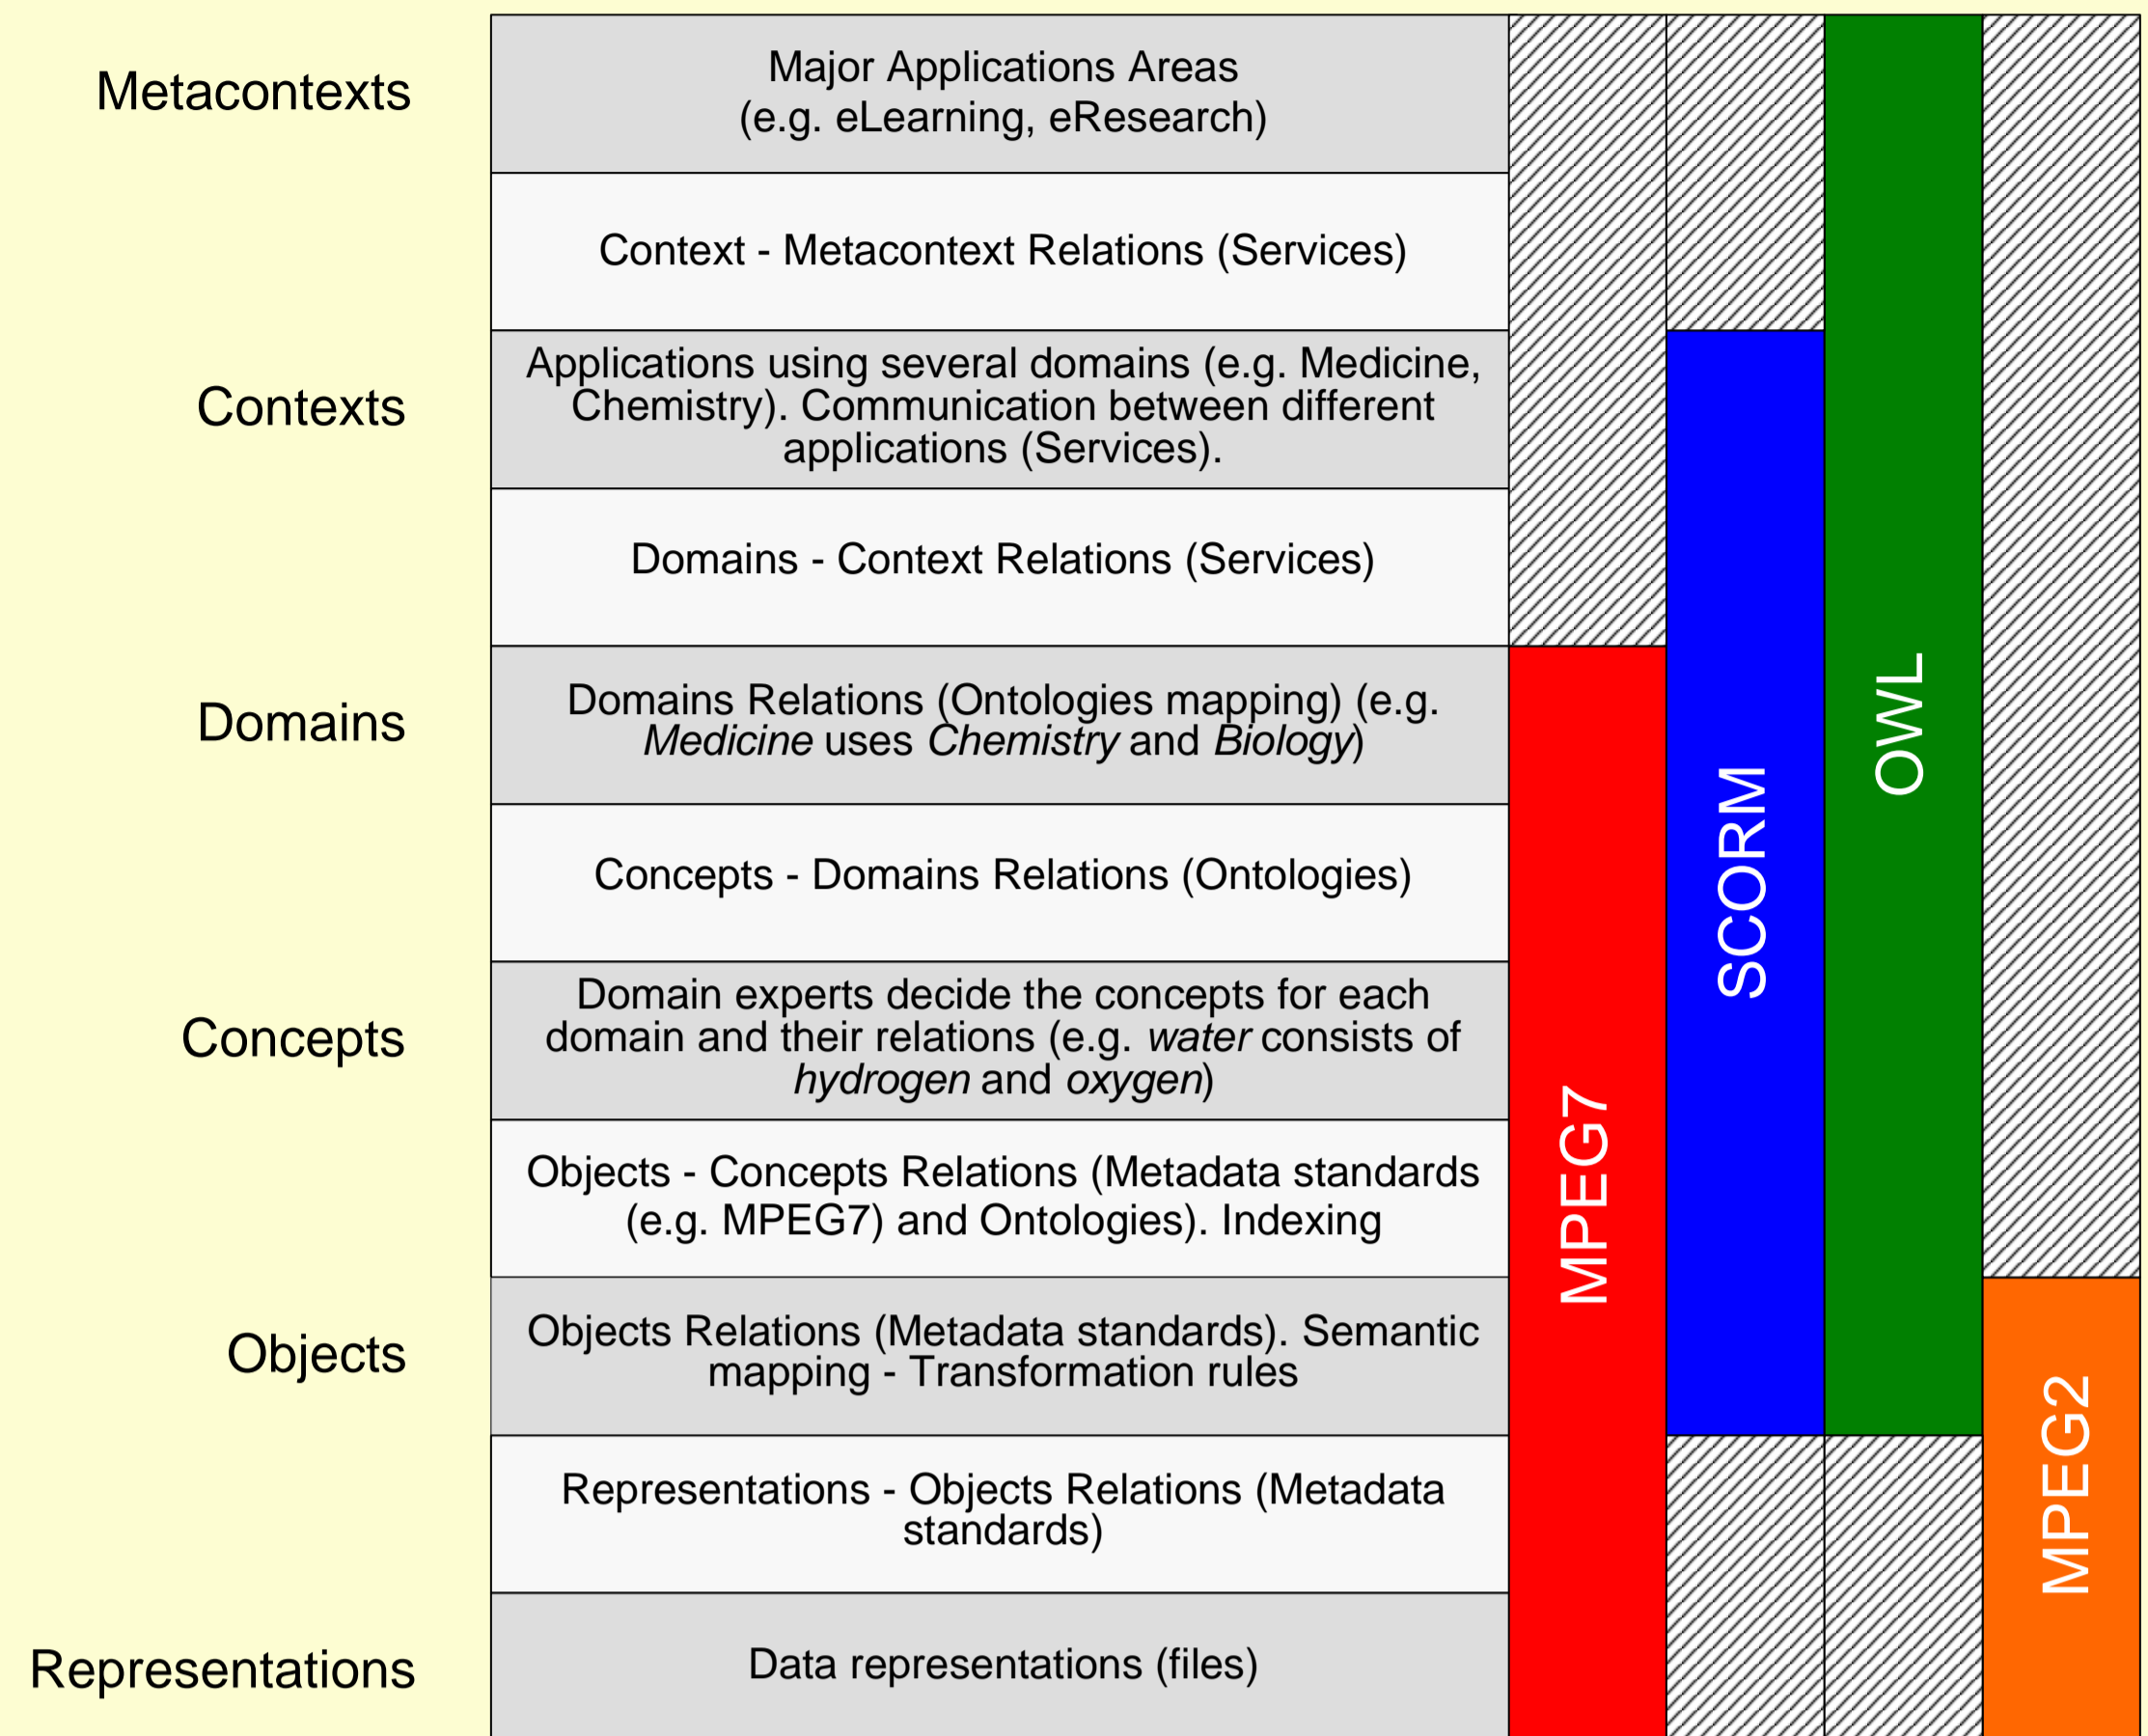 Metacontexts
Major Applications Areas
(e.g. eLearning, eResearch)
Context - Metacontext Relations (Services)
Contexts
Applications using several domains (e.g. Medicine,
Chemistry). Communication between different
applications (Services).
Domains - Context Relations (Services)
Domains
Domains Relations (Ontologies mapping) (e.g.
Medicine uses Chemistry and Biology)
Concepts - Domains Relations (Ontologies)
Concepts
Domain experts decide the concepts for each
domain and their relations (e.g. water consists of
hydrogen and oxygen)
Objects - Concepts Relations (Metadata standards
(e.g. MPEG7) and Ontologies). Indexing
Objects
Objects Relations (Metadata standards). Semantic
mapping - Transformation rules
Representations - Objects Relations (Metadata
standards)
Representations
Data representations (files)
MPEG7
SCORM
OWL
MPEG2